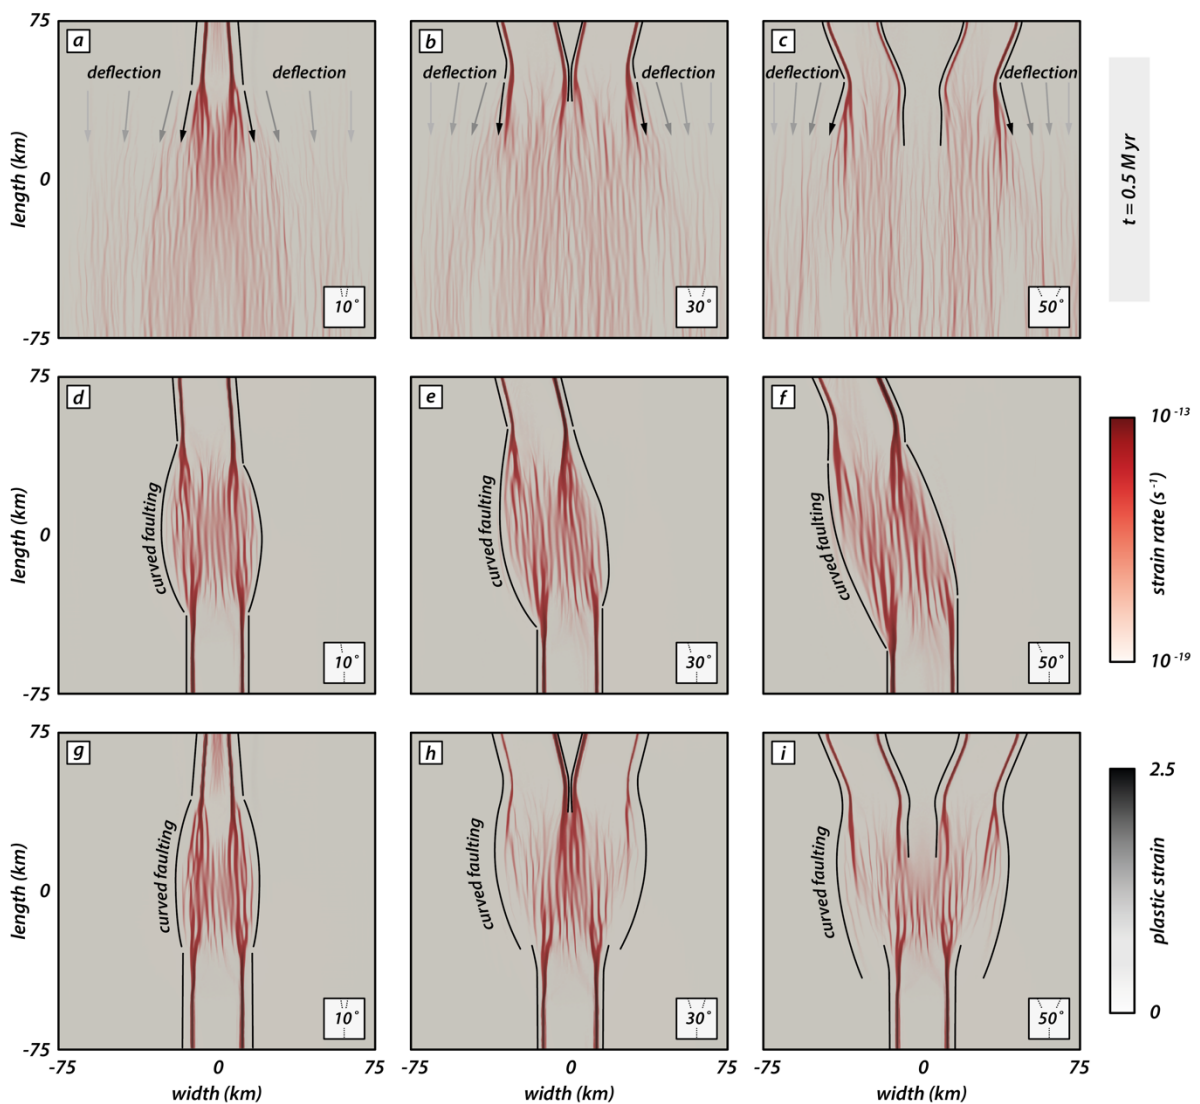 75
a
deflection
deflection
10°
b
deflection
deflection
30°
c
deflection
deflection
50°
0
-75
length (km)
t = 0.5 Myr
75
d
curved faulting
10°
e
curved faulting
30°
f
curved faulting
50°
0
-75
length (km)
10⁻¹³
strain rate (s⁻¹)
10⁻¹⁹
75
g
curved faulting
10°
h
curved faulting
30°
i
curved faulting
50°
0
-75
length (km)
2.5
plastic strain
0
-75
0
75
width (km)
-75
0
75
width (km)
-75
0
75
width (km)